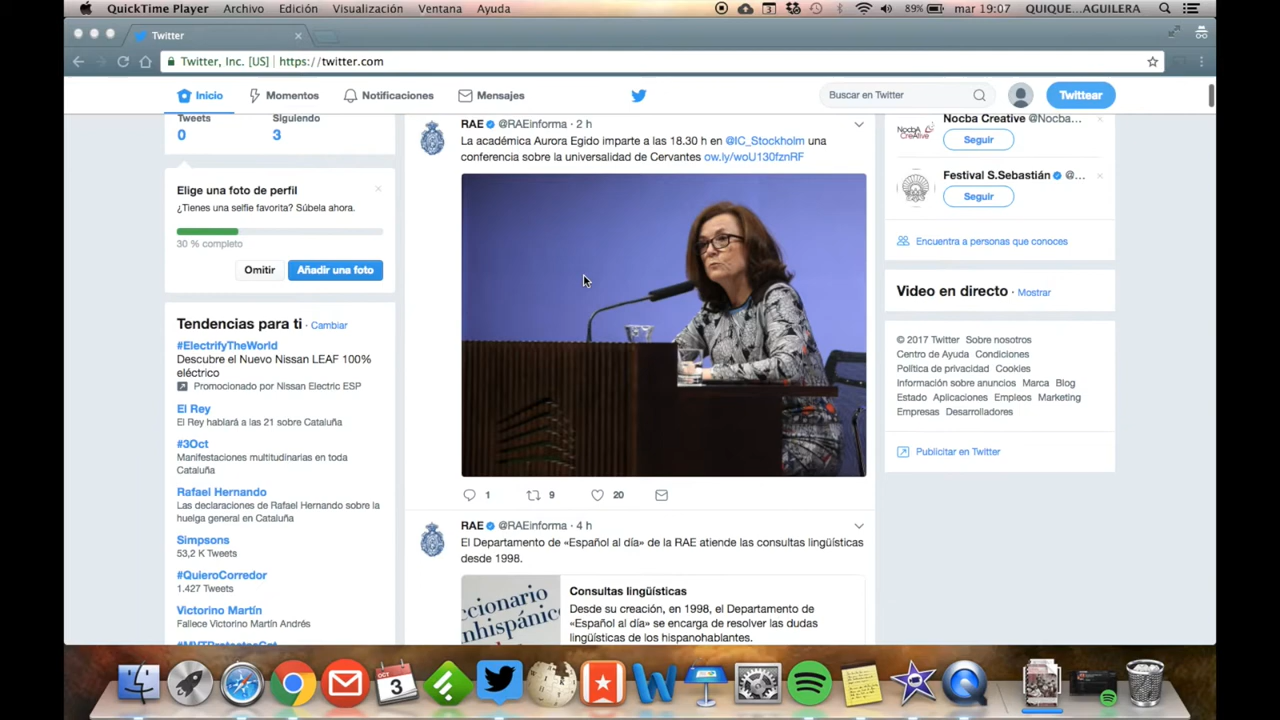 QuickTime Player Archivo Edición Visualización Ventana Ayuda
3 89% mar 19:07 QUIQUE...AGUILERA
Twitter
Twitter, Inc. [US] https://twitter.com
Inicio Momentos Notificaciones Mensajes
Buscar en Twitter
Twittear
Tweets Siguiendo
0 3
Elige una foto de perfil
¿Tienes una selfie favorita? Súbela ahora.
30 % completo
Omitir Añadir una foto
Tendencias para ti · Cambiar
#ElectrifyTheWorld
Descubre el Nuevo Nissan LEAF 100%
eléctrico
Promocionado por Nissan Electric ESP
El Rey
El Rey hablará a las 21 sobre Cataluña
#3Oct
Manifestaciones multitudinarias en toda
Cataluña
Rafael Hernando
Las declaraciones de Rafael Hernando sobre la
huelga general en Cataluña
Simpsons
53,2 K Tweets
#QuieroCorredor
1.427 Tweets
Victorino Martín
Fallece Victorino Martín Andrés
RAE @RAEinforma · 2 h
La académica Aurora Egido imparte a las 18.30 h en @IC_Stockholm una
conferencia sobre la universalidad de Cervantes ow.ly/woU130fznRF
1 9 20
RAE @RAEinforma · 4 h
El Departamento de «Español al día» de la RAE atiende las consultas lingüísticas
desde 1998.
ccionario
nhispánic
Consultas lingüísticas
Desde su creación, en 1998, el Departamento de
«Español al día» se encarga de resolver las dudas
lingüísticas de los hispanohablantes.
Nocba Creative @Nocba...
NocbA
CreAtive
Seguir
Festival S.Sebastián @...
Seguir
Encuentra a personas que conoces
Video en directo · Mostrar
© 2017 Twitter Sobre nosotros
Centro de Ayuda Condiciones
Política de privacidad Cookies
Información sobre anuncios Marca Blog
Estado Aplicaciones Empleos Marketing
Empresas Desarrolladores
Publicitar en Twitter
OCT
3